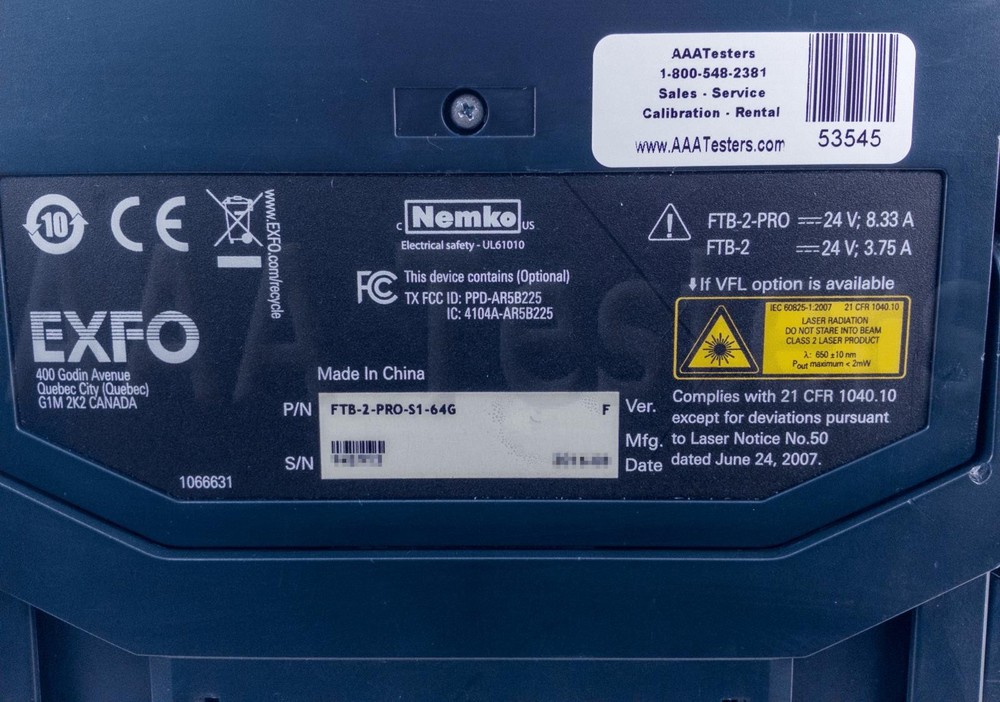 AAATesters
1-800-548-2381
Sales - Service
Calibration - Rental
www.AAATesters.com
53545
10
CE
www.EXFO.com/recycle
C Nemko US
Electrical safety - UL61010
FC This device contains (Optional)
TX FCC ID: PPD-AR5B225
IC: 4104A-AR5B225
FTB-2-PRO 24 V; 8.33 A
FTB-2 24 V; 3.75 A
If VFL option is available
IEC 60825-1:2007 21 CFR 1040.10
LASER RADIATION
DO NOT STARE INTO BEAM
CLASS 2 LASER PRODUCT
λ: 650 ±10 nm
Pout maximum < 2mW
Complies with 21 CFR 1040.10
except for deviations pursuant
to Laser Notice No.50
dated June 24, 2007.
EXFO
400 Godin Avenue
Quebec City (Quebec)
G1M 2K2 CANADA
Made In China
P/N FTB-2-PRO-S1-64G F Ver.
Mfg.
S/N Date
1066631